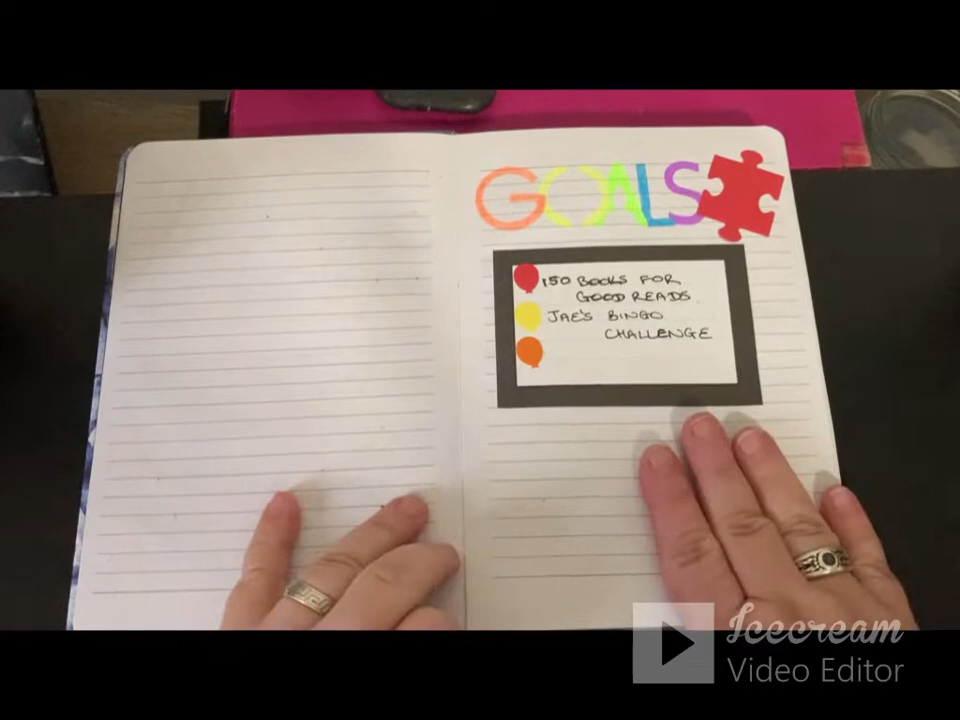 GOALS
150 BOOKS FOR
GOOD READS.
JAE'S BINGO
CHALLENGE
Icecream
Video Editor